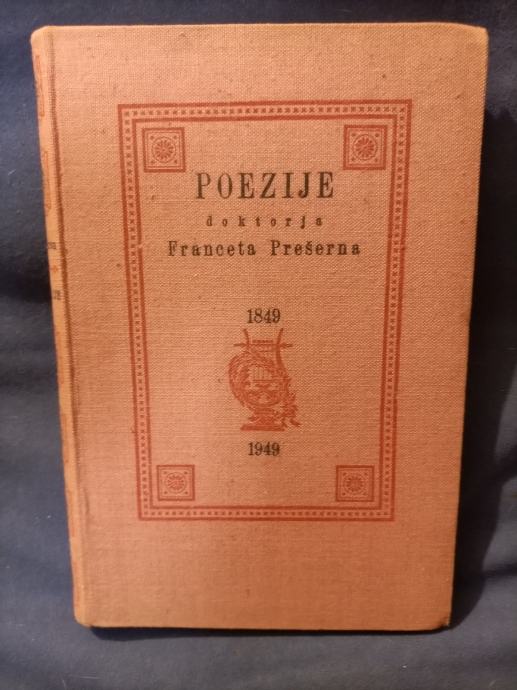 POEZIJE
doktorja
Franceta Prešerna
1849
1949